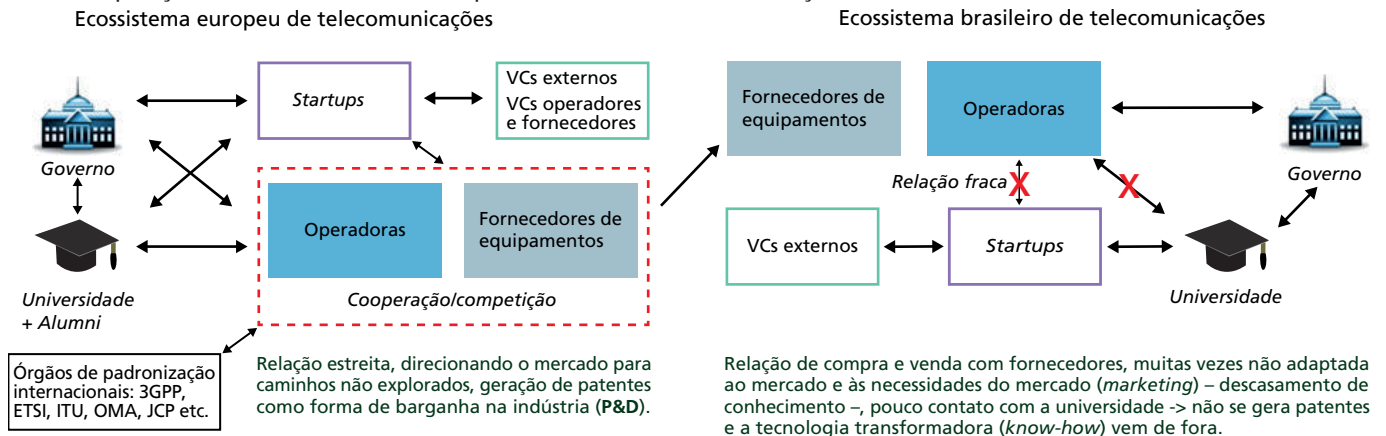 Ecossistema europeu de telecomunicações
Governo
Universidade
+ Alumni
Startups
VCs externos
VCs operadores
e fornecedores
Operadoras
Fornecedores de
equipamentos
Cooperação/competição
Órgãos de padronização
internacionais: 3GPP,
ETSI, ITU, OMA, JCP etc.
Relação estreita, direcionando o mercado para
caminhos não explorados, geração de patentes
como forma de barganha na indústria (P&D).
Ecossistema brasileiro de telecomunicações
Fornecedores de
equipamentos
Operadoras
Governo
Relação fraca
X
X
VCs externos
Startups
Universidade
Relação de compra e venda com fornecedores, muitas vezes não adaptada
ao mercado e às necessidades do mercado (marketing) – descasamento de
conhecimento –, pouco contato com a universidade -> não se gera patentes
e a tecnologia transformadora (know-how) vem de fora.